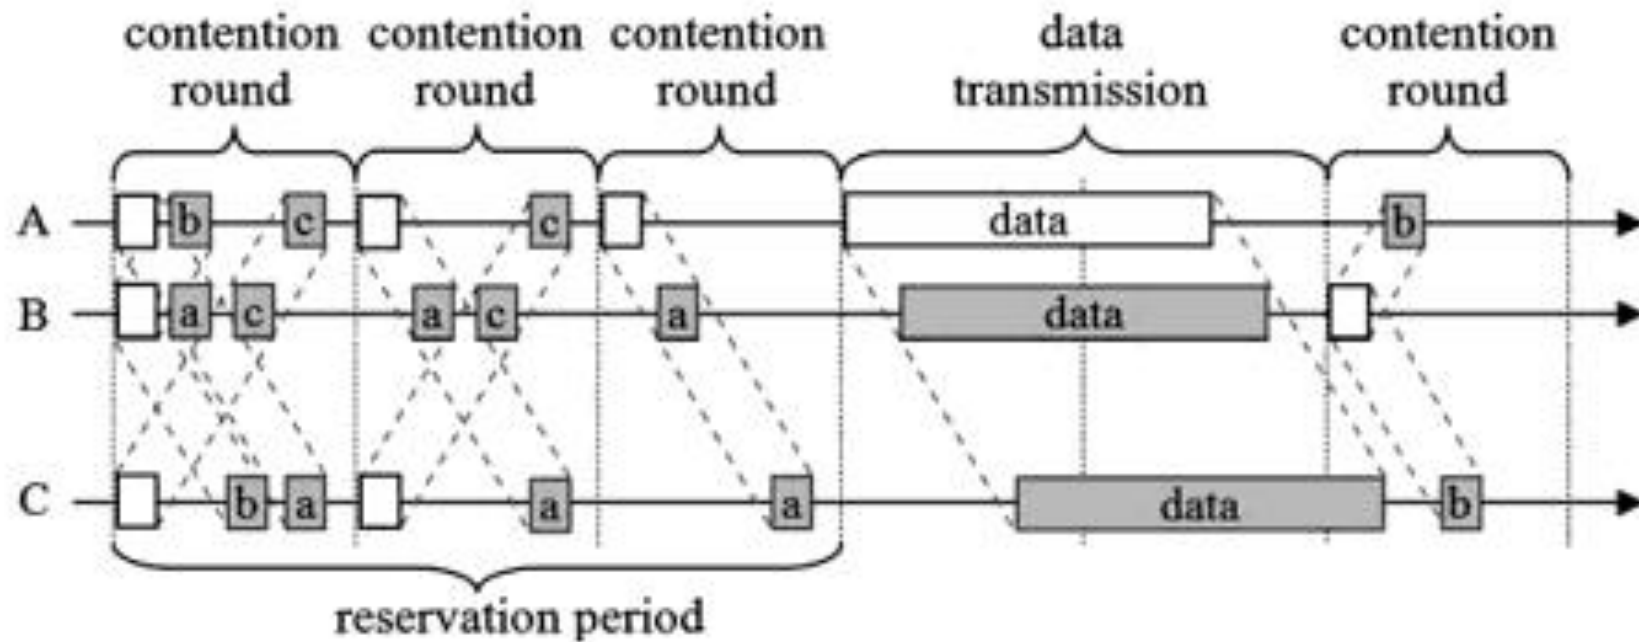 contention round
contention round
contention round
data transmission
contention round
A b c c data b
B a c a c a data
C b a a a data b
reservation period